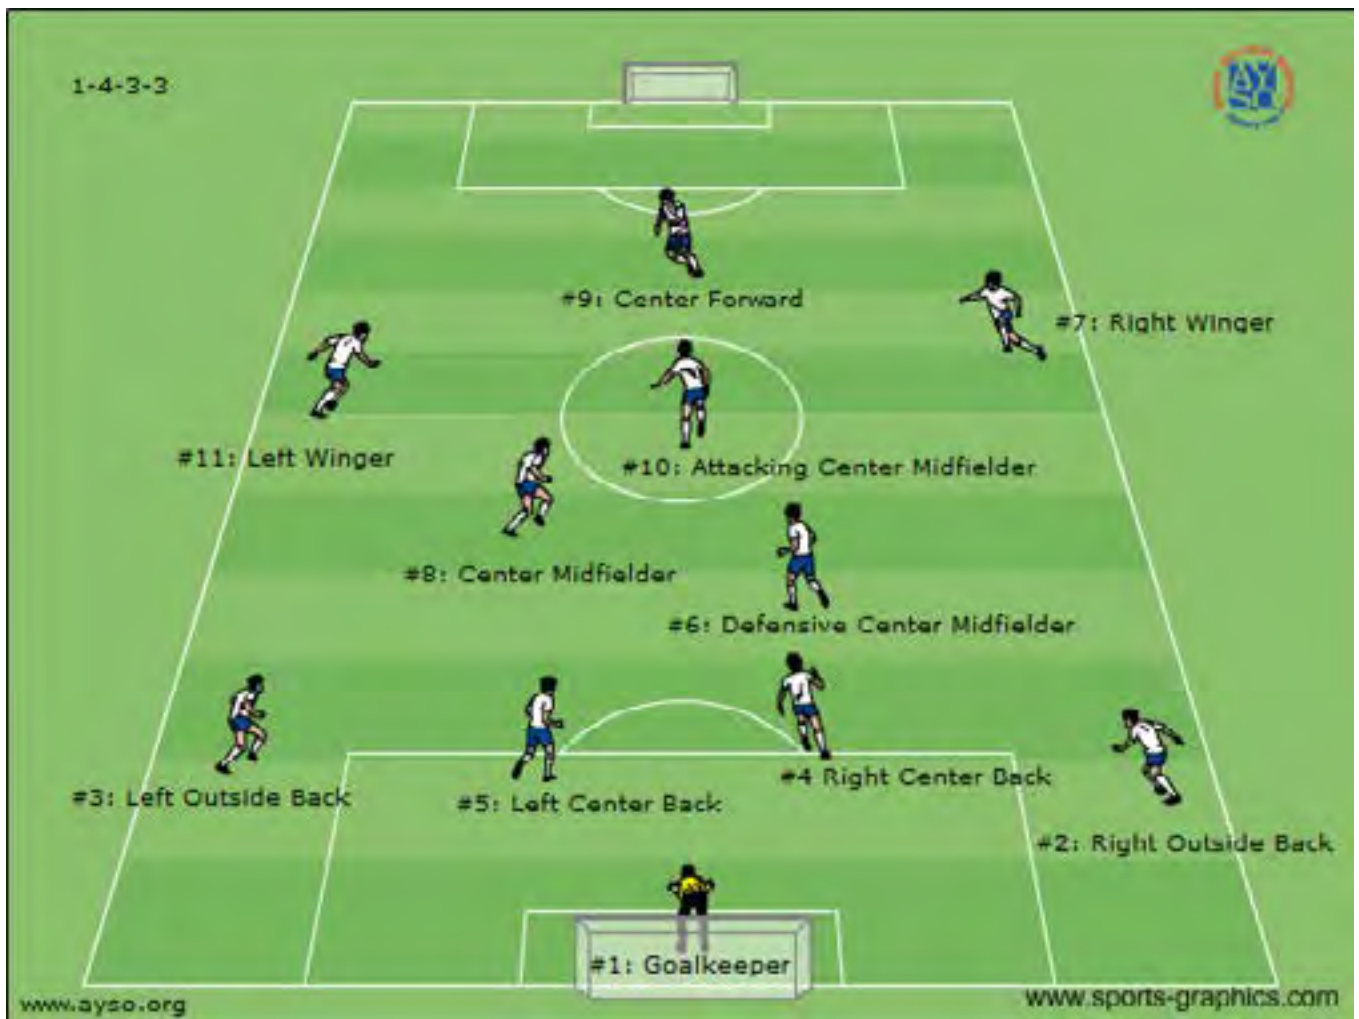 1-4-3-3
AY
SO
#9: Center Forward
#7: Right Winger
#11: Left Winger
#10: Attacking Center Midfielder
#8: Center Midfielder
#6: Defensive Center Midfielder
#4 Right Center Back
#3: Left Outside Back
#5: Left Center Back
#2: Right Outside Back
#1: Goalkeeper
www.ayso.org
www.sports-graphics.com